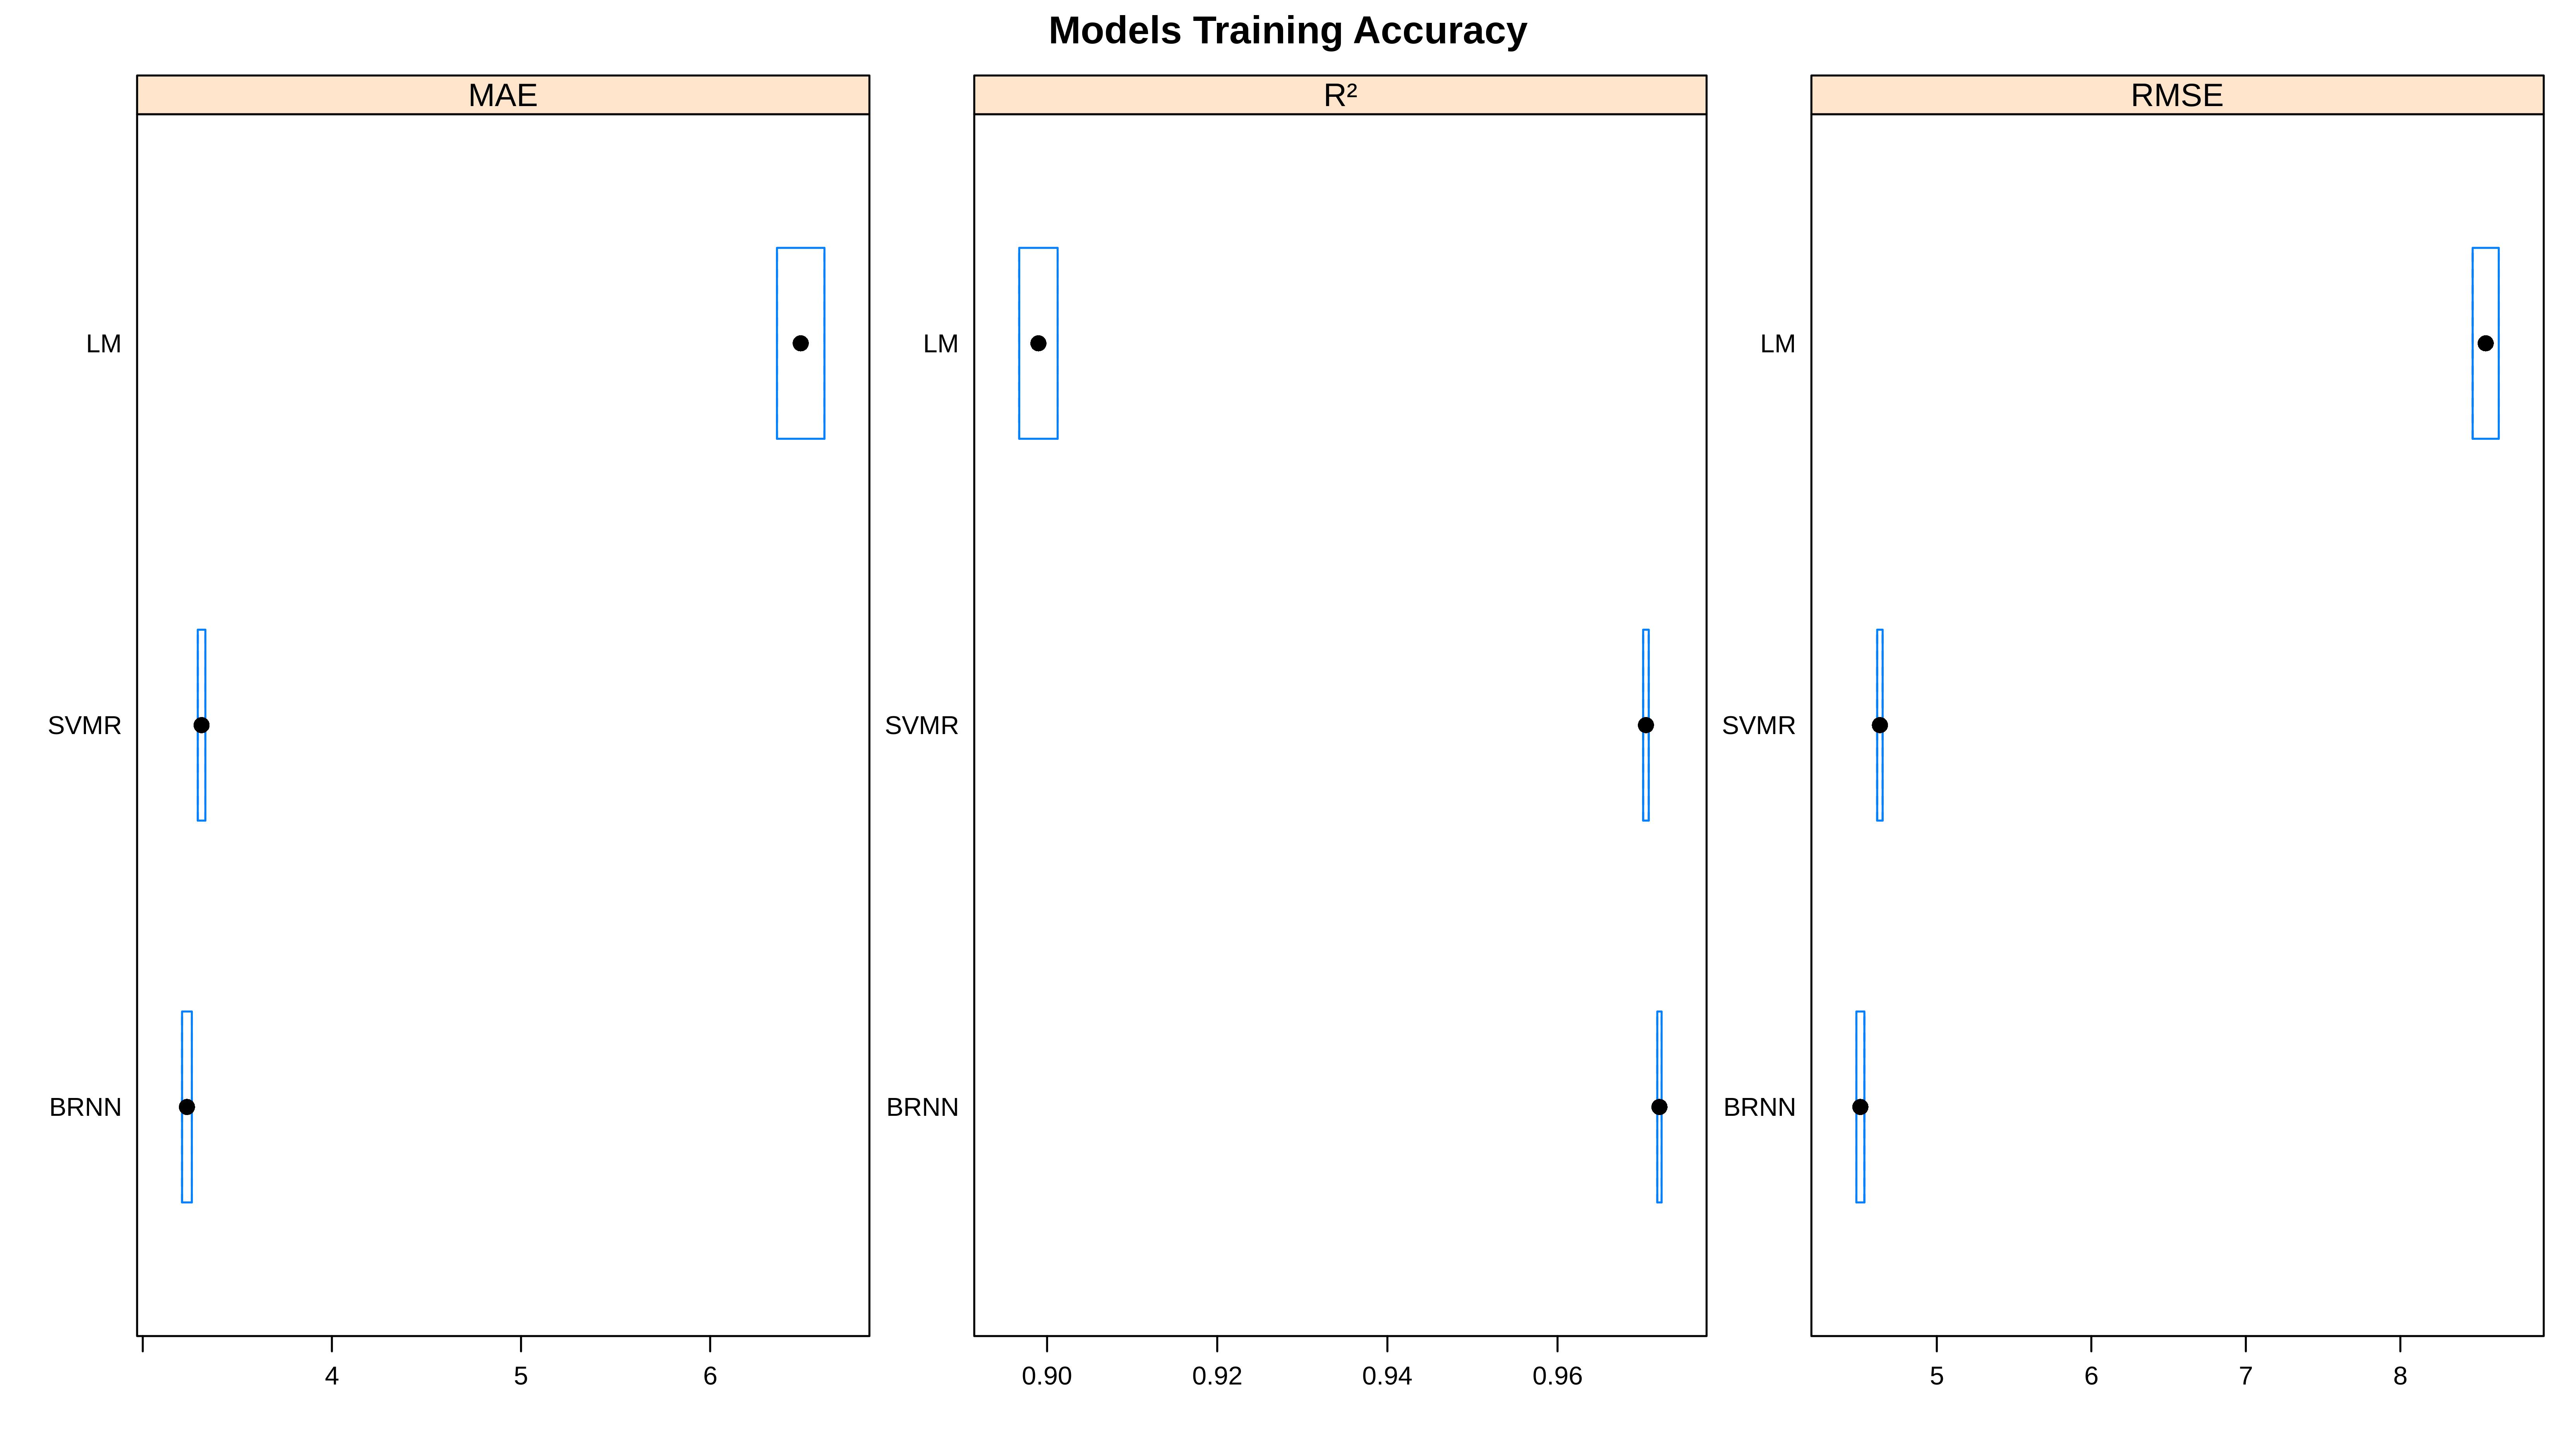 Models Training Accuracy
MAE
R²
RMSE
LM
LM
LM
SVMR
SVMR
SVMR
BRNN
BRNN
BRNN
4 5 6
0.90 0.92 0.94 0.96
5 6 7 8